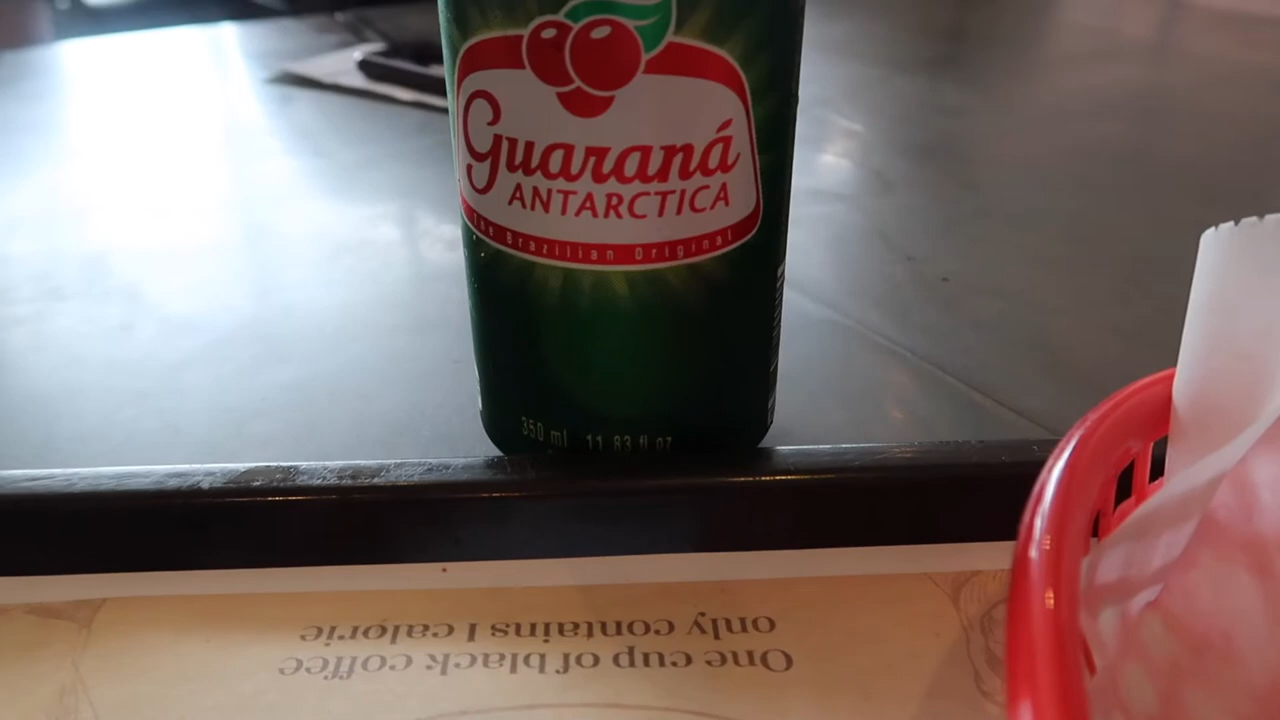 Guaraná
ANTARCTICA
The Brazilian Original
350 ml 11.83 fl oz
One cup of black coffee
only contains 1 calorie